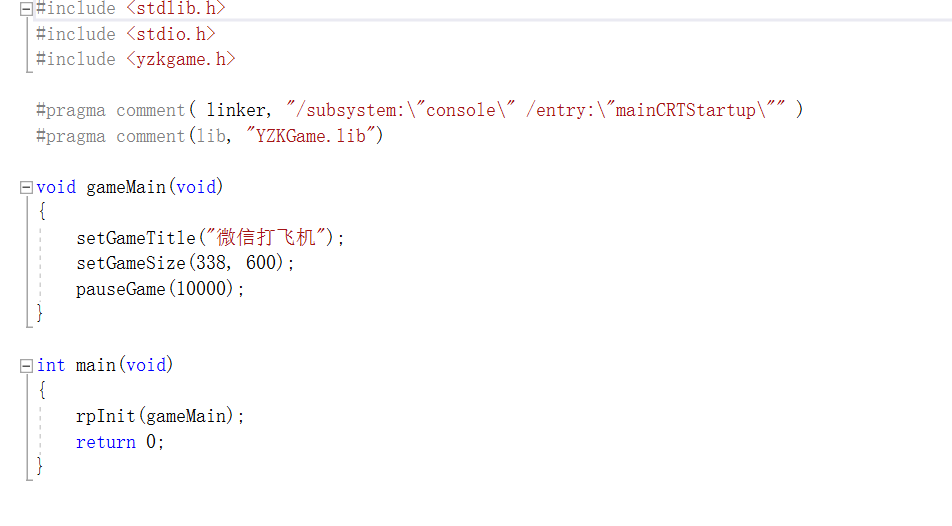 #include <stdlib.h>
#include <stdio.h>
#include <yzkgame.h>
#pragma comment( linker, "/subsystem:\"console\" /entry:\"mainCRTStartup\"" )
#pragma comment(lib, "YZKGame.lib")
void gameMain(void)
{
setGameTitle("微信打飞机");
setGameSize(338, 600);
pauseGame(10000);
}
int main(void)
{
rpInit(gameMain);
return 0;
}